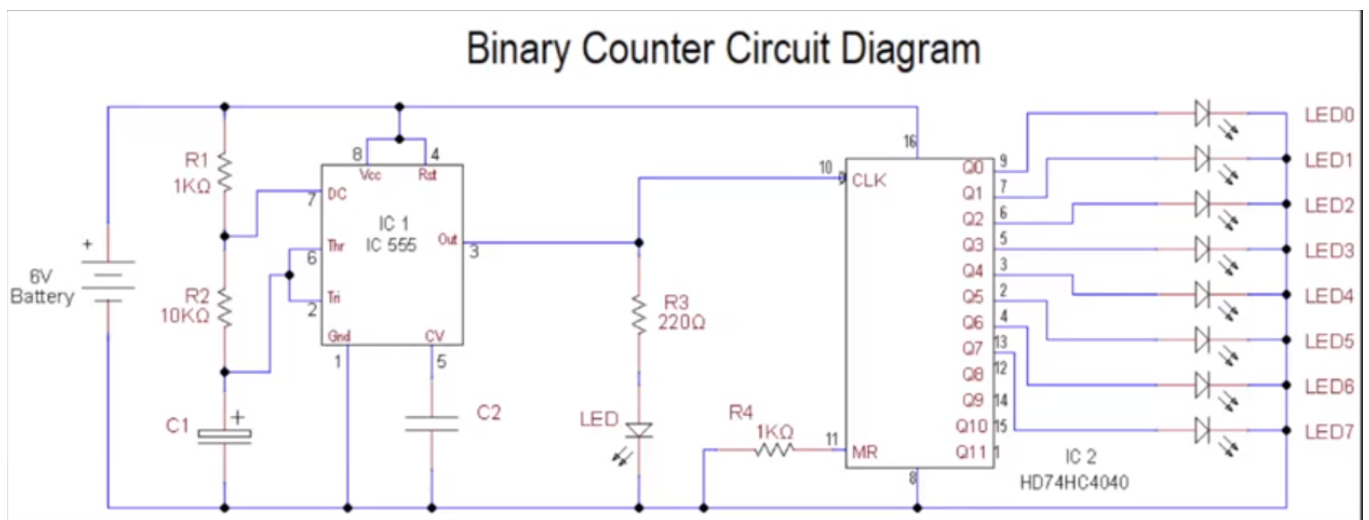 Binary Counter Circuit Diagram
6V
Battery
+
R1
1KΩ
R2
10KΩ
C1
+
8
4
Vcc
Rst
7
DC
IC 1
IC 555
Thr
6
Out
3
Tri
2
Gnd
CV
1
5
C2
R3
220Ω
LED
R4
1KΩ
16
10
CLK
11
MR
8
Q0
9
Q1
7
Q2
6
Q3
5
Q4
3
Q5
2
Q6
4
Q7
13
Q8
12
Q9
14
Q10
15
Q11
1
IC 2
HD74HC4040
LED0
LED1
LED2
LED3
LED4
LED5
LED6
LED7